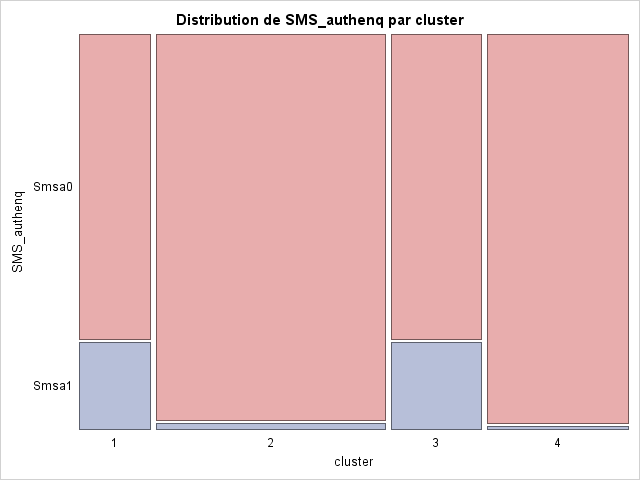 Distribution de SMS_authenq par cluster
SMS_authenq
Smsa0
Smsa1
1 2 3 4
cluster